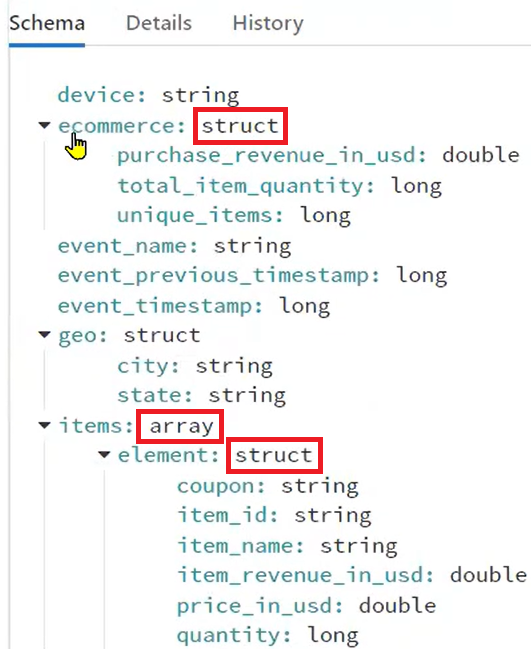 Schema Details History
device: string
ecommerce: struct
purchase_revenue_in_usd: double
total_item_quantity: long
unique_items: long
event_name: string
event_previous_timestamp: long
event_timestamp: long
geo: struct
city: string
state: string
items: array
element: struct
coupon: string
item_id: string
item_name: string
item_revenue_in_usd: double
price_in_usd: double
quantity: long